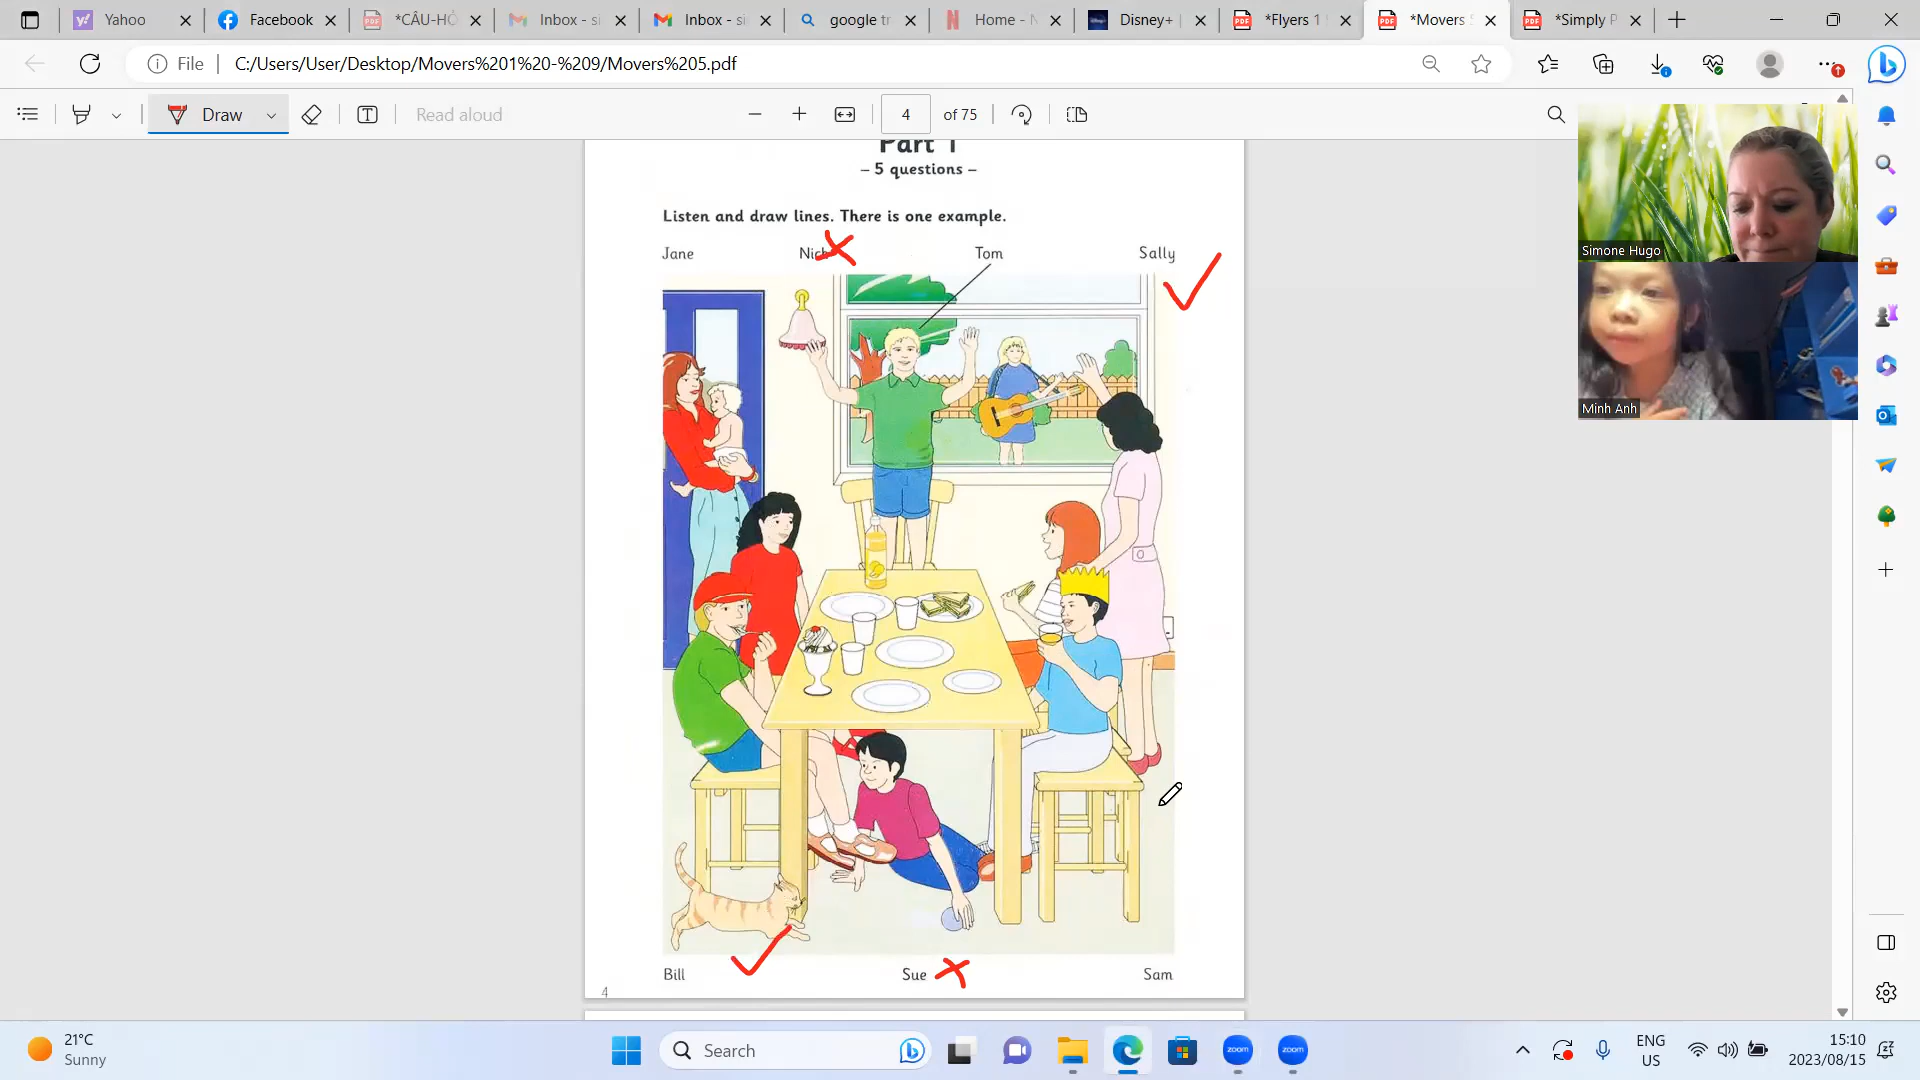 Yahoo
Facebook
*CÂU-HỎ
Inbox - si
Inbox - si
google tr
Home - N
Disney+ |
*Flyers 1
*Movers 5
*Simply P
File
C:/Users/User/Desktop/Movers%201%20-%209/Movers%205.pdf
Draw
Read aloud
4
of 75
Part 1
– 5 questions –
Listen and draw lines. There is one example.
Jane
Nick
Tom
Sally
Simone Hugo
Minh Anh
Bill
Sue
Sam
4
21°C
Sunny
Search
zoom
zoom
ENG
US
15:10
2023/08/15